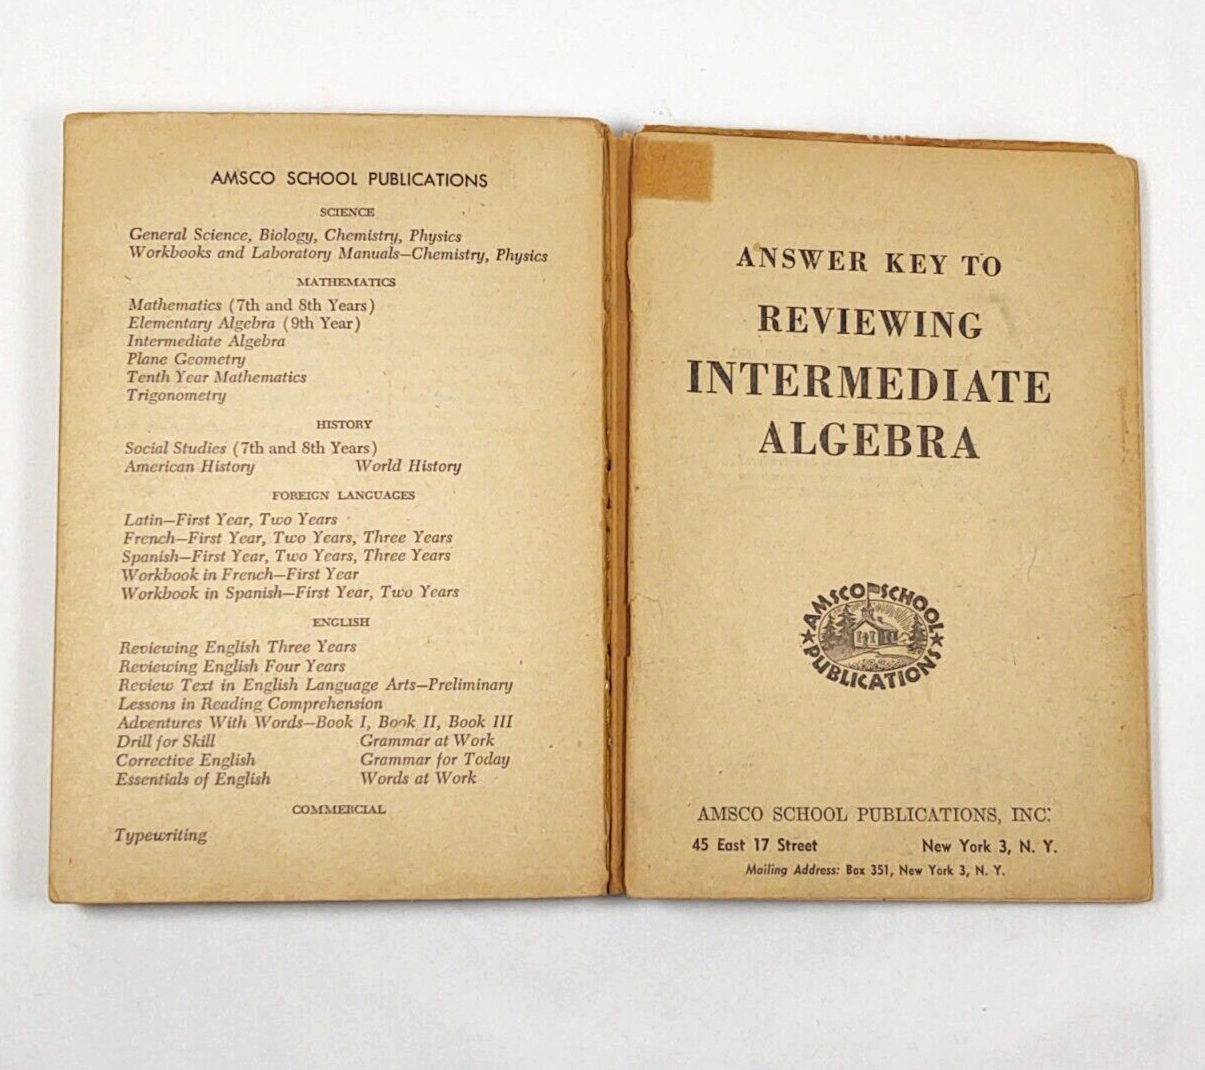 AMSCO SCHOOL PUBLICATIONS
SCIENCE
General Science, Biology, Chemistry, Physics
Workbooks and Laboratory Manuals—Chemistry, Physics
MATHEMATICS
Mathematics (7th and 8th Years)
Elementary Algebra (9th Year)
Intermediate Algebra
Plane Geometry
Tenth Year Mathematics
Trigonometry
HISTORY
Social Studies (7th and 8th Years)
American History World History
FOREIGN LANGUAGES
Latin—First Year, Two Years
French—First Year, Two Years, Three Years
Spanish—First Year, Two Years, Three Years
Workbook in French—First Year
Workbook in Spanish—First Year, Two Years
ENGLISH
Reviewing English Three Years
Reviewing English Four Years
Review Text in English Language Arts—Preliminary
Lessons in Reading Comprehension
Adventures With Words—Book I, Book II, Book III
Drill for Skill Grammar at Work
Corrective English Grammar for Today
Essentials of English Words at Work
COMMERCIAL
Typewriting
ANSWER KEY TO
REVIEWING
INTERMEDIATE
ALGEBRA
AMSCO SCHOOL
PUBLICATIONS
AMSCO SCHOOL PUBLICATIONS, INC.
45 East 17 Street New York 3, N. Y.
Mailing Address: Box 351, New York 3, N. Y.